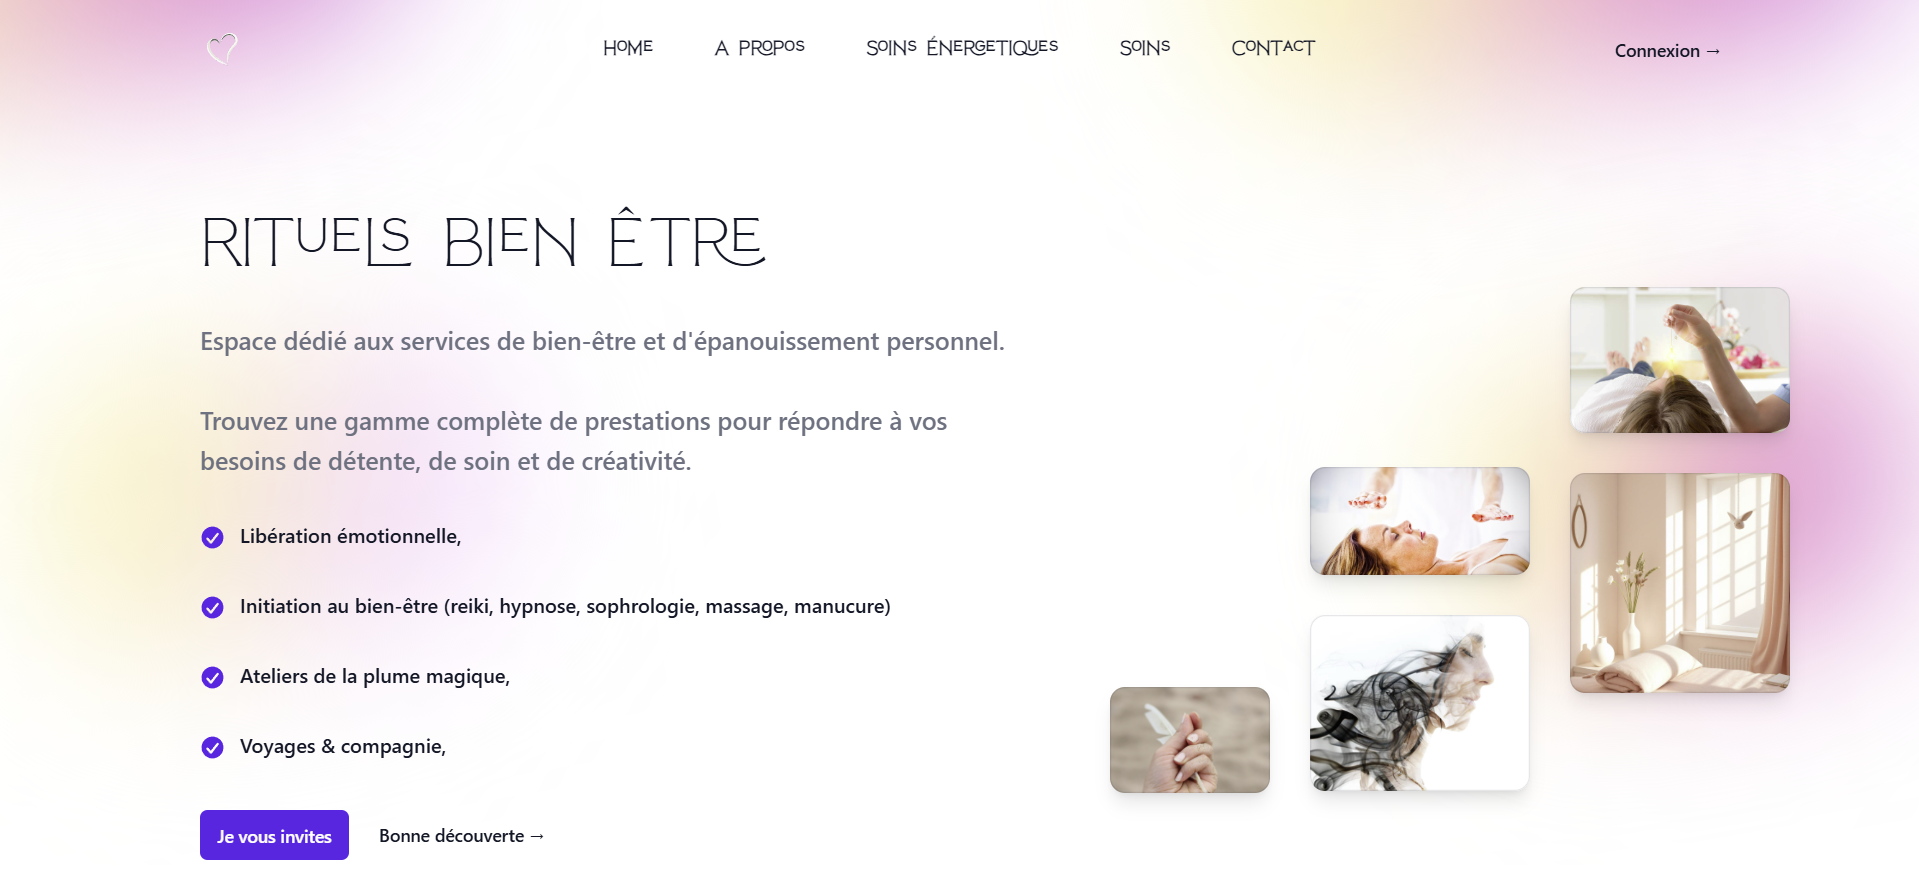 HOME
A PROPOS
SOINS ÉNERGETIQUES
SOINS
CONTACT
Connexion →
RITUELS BIEN ÊTRE
Espace dédié aux services de bien-être et d'épanouissement personnel.
Trouvez une gamme complète de prestations pour répondre à vos
besoins de détente, de soin et de créativité.
Libération émotionnelle,
Initiation au bien-être (reiki, hypnose, sophrologie, massage, manucure)
Ateliers de la plume magique,
Voyages & compagnie,
Je vous invites
Bonne découverte →